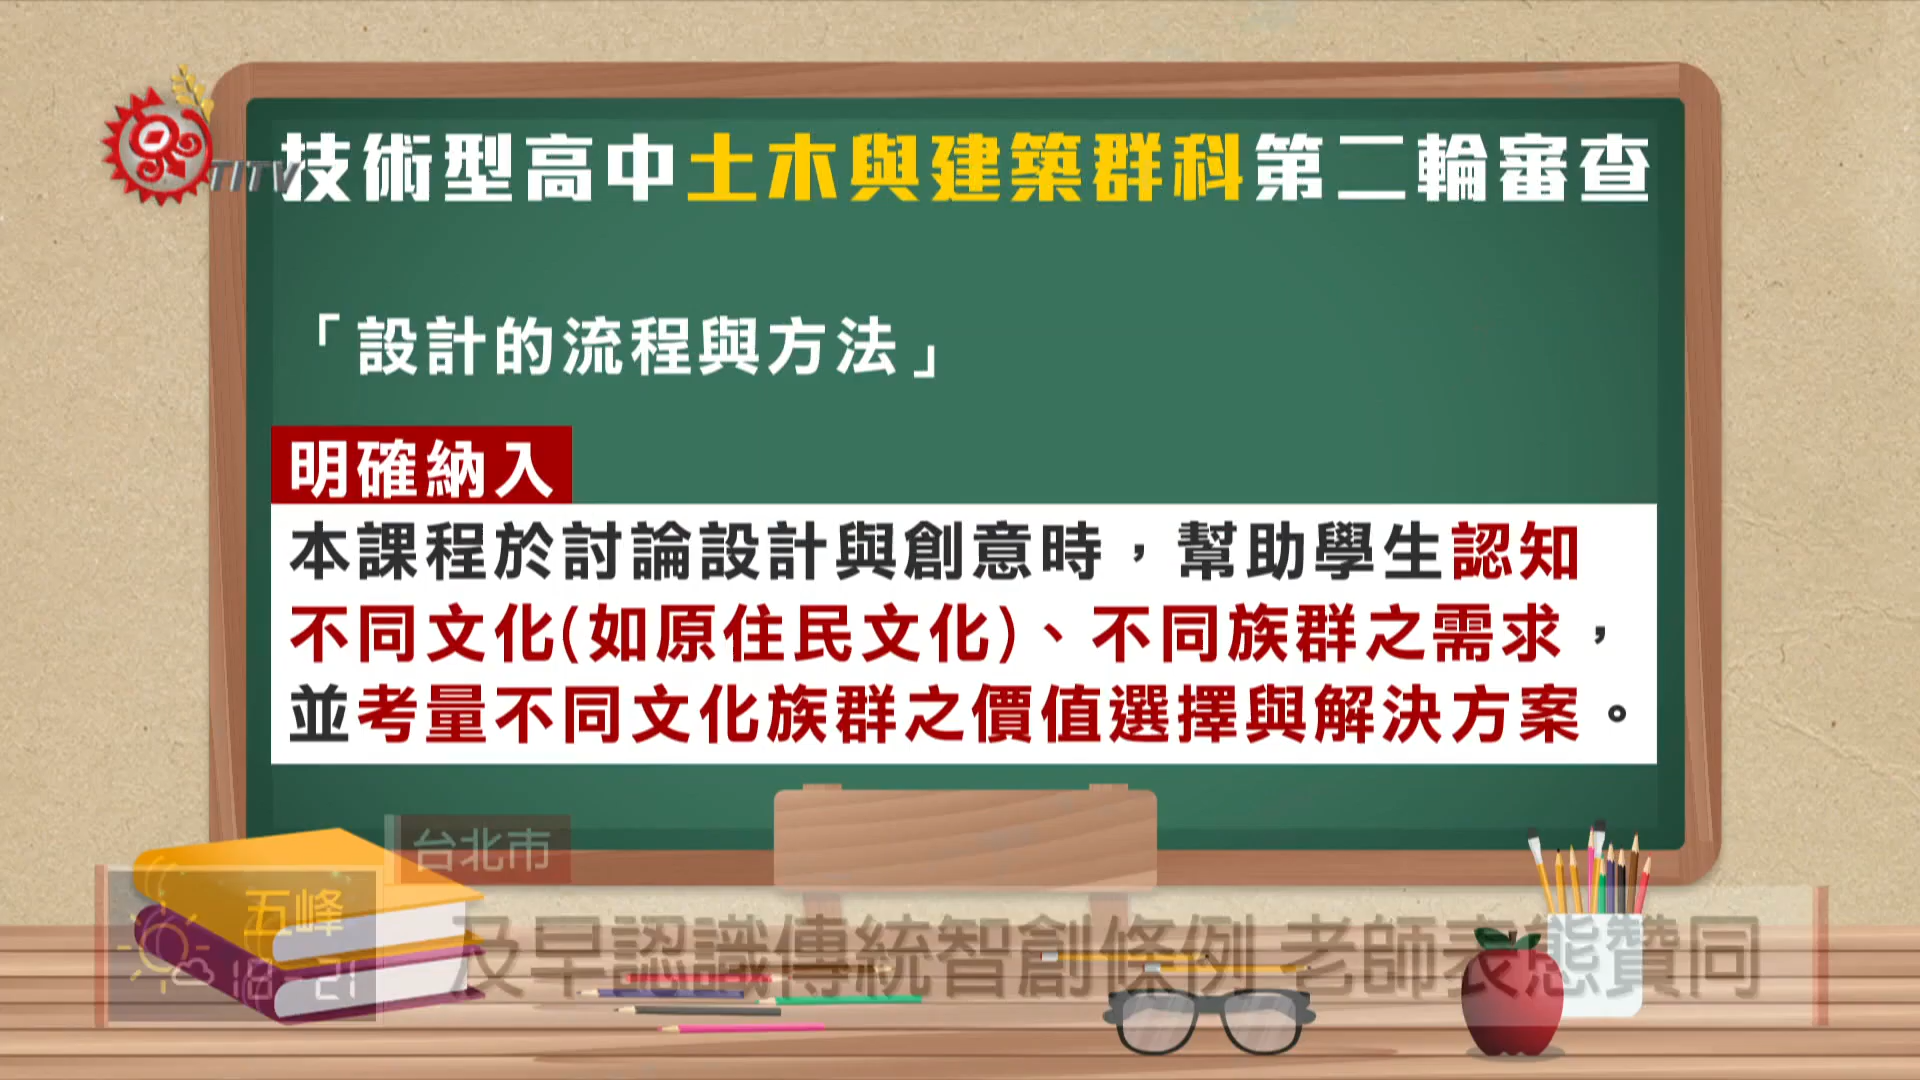 TITV
技術型高中土木與建築群科第二輪審查
「設計的流程與方法」
明確納入
本課程於討論設計與創意時，幫助學生認知
不同文化(如原住民文化)、不同族群之需求，
並考量不同文化族群之價值選擇與解決方案。
台北市
五峰
18 21
及早認識傳統智創條例 老師表態贊同